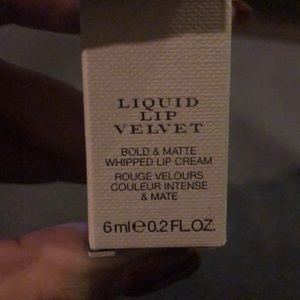 LIQUID
LIP
VELVET
BOLD & MATTE
WHIPPED LIP CREAM
ROUGE VELOURS
COULEUR INTENSE
& MATE
6 ml ℮ 0.2 FL.OZ.